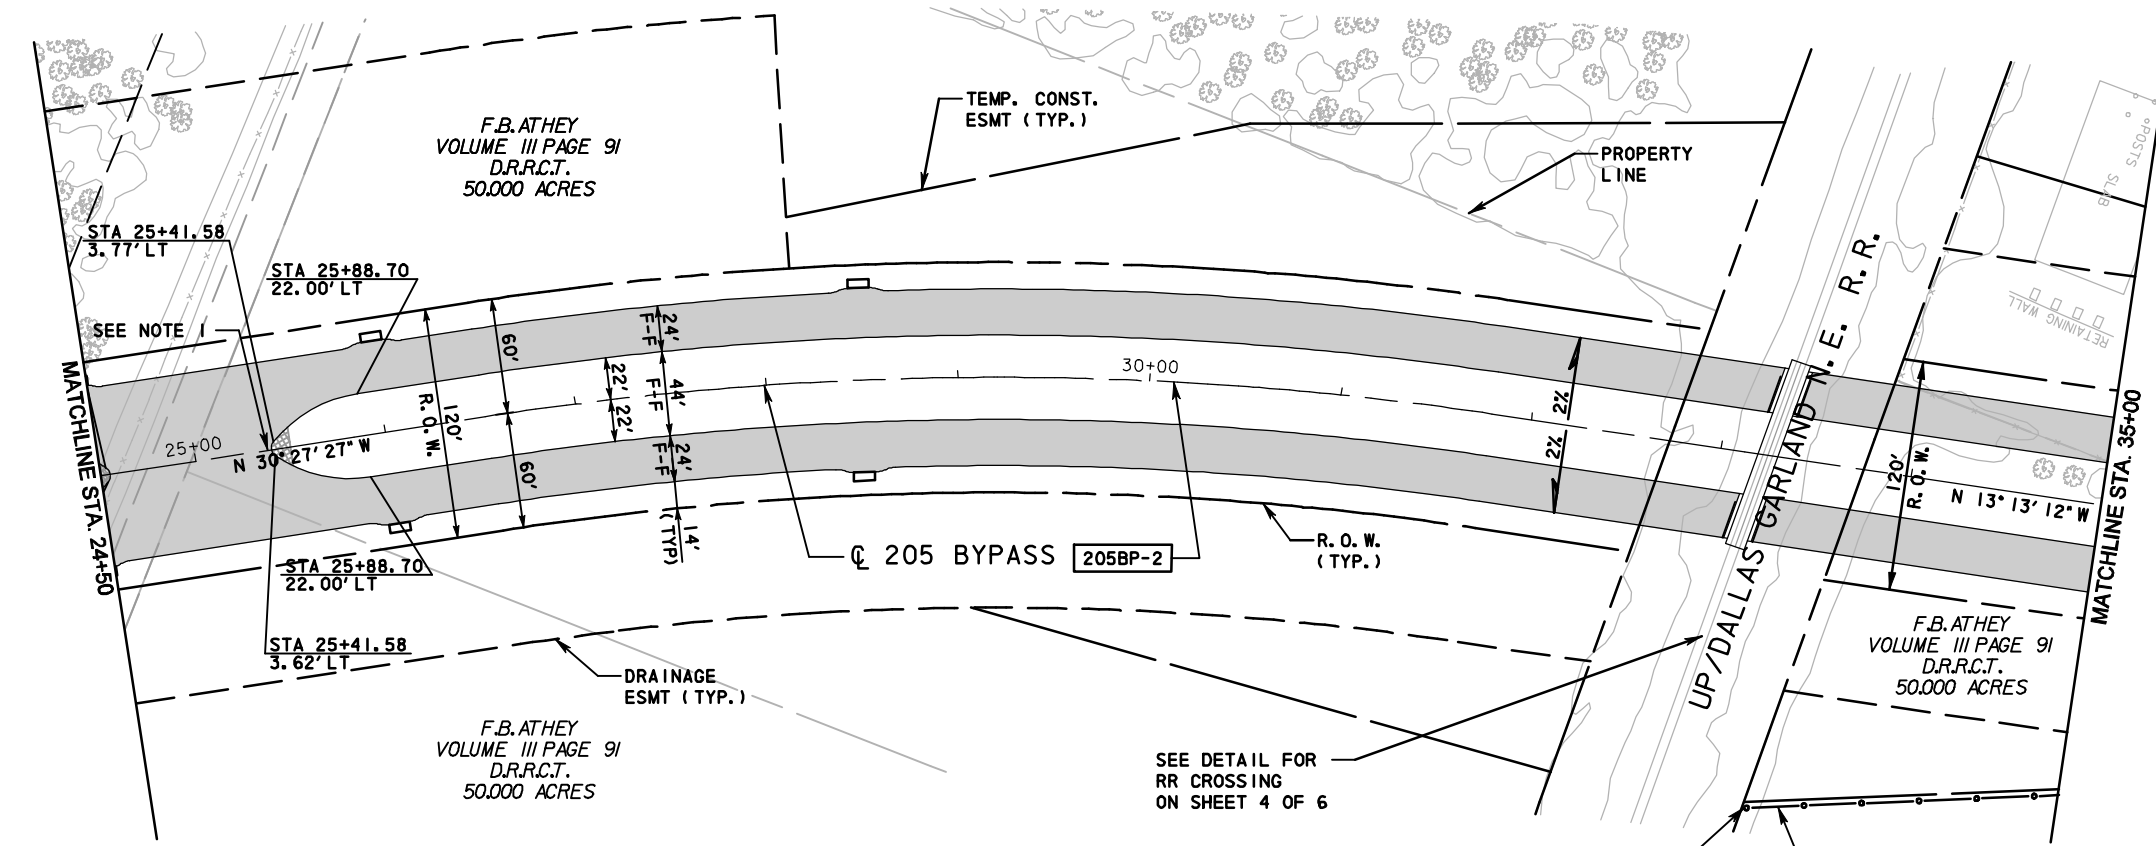 F.B. ATHEY
VOLUME 111 PAGE 91
D.R.R.C.T.
50.000 ACRES
TEMP. CONST.
ESMT (TYP.)
PROPERTY
LINE
POSTS
SLAB
RETAINING WALL
STA 25+41.58
3.77' LT
STA 25+88.70
22.00' LT
SEE NOTE 1
MATCHLINE STA. 24+50
25+00
N 30° 27' 27" W
120'
R.O.W.
60'
60'
22'
22'
24'
F-F
44'
F-F
24'
F-F
14'
(TYP)
30+00
2%
2%
UP/DALLAS GARLAND N.E. R.R.
120'
R.O.W.
N 13° 13' 12" W
MATCHLINE STA. 35+00
℄ 205 BYPASS
205BP-2
R.O.W.
(TYP.)
STA 25+88.70
22.00' LT
STA 25+41.58
3.62' LT
DRAINAGE
ESMT (TYP.)
F.B. ATHEY
VOLUME 111 PAGE 91
D.R.R.C.T.
50.000 ACRES
F.B. ATHEY
VOLUME 111 PAGE 91
D.R.R.C.T.
50.000 ACRES
SEE DETAIL FOR
RR CROSSING
ON SHEET 4 OF 6